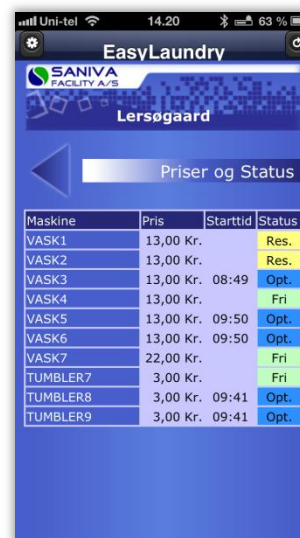 Uni-tel 14.20 63 %
EasyLaundry
SANIVA
FACILITY A/S
Lersøgaard
Priser og Status
Maskine Pris Starttid Status
VASK1 13,00 Kr. Res.
VASK2 13,00 Kr. Res.
VASK3 13,00 Kr. 08:49 Opt.
VASK4 13,00 Kr. Fri
VASK5 13,00 Kr. 09:50 Opt.
VASK6 13,00 Kr. 09:50 Opt.
VASK7 22,00 Kr. Fri
TUMBLER7 3,00 Kr. Fri
TUMBLER8 3,00 Kr. 09:41 Opt.
TUMBLER9 3,00 Kr. 09:41 Opt.